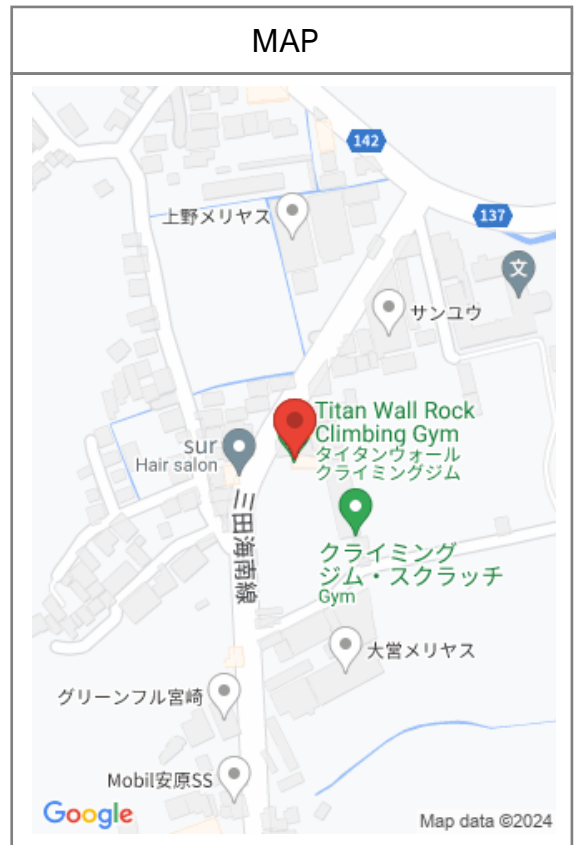 MAP
142
上野メリヤス
137
文
サンユウ
Titan Wall Rock
Climbing Gym
タイタンウォール
クライミングジム
sur
Hair salon
三田海南線
クライミング
ジム・スクラッチ
Gym
大営メリヤス
グリーンフル宮崎
Mobil安原SS
Google
Map data ©2024